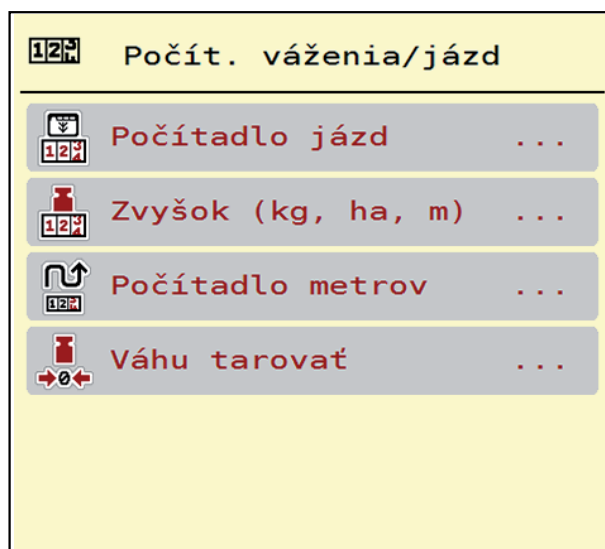 Počít. váženia/jázd
Počítadlo jázd ...
Zvyšok (kg, ha, m) ...
Počítadlo metrov ...
Váhu tarovať ...